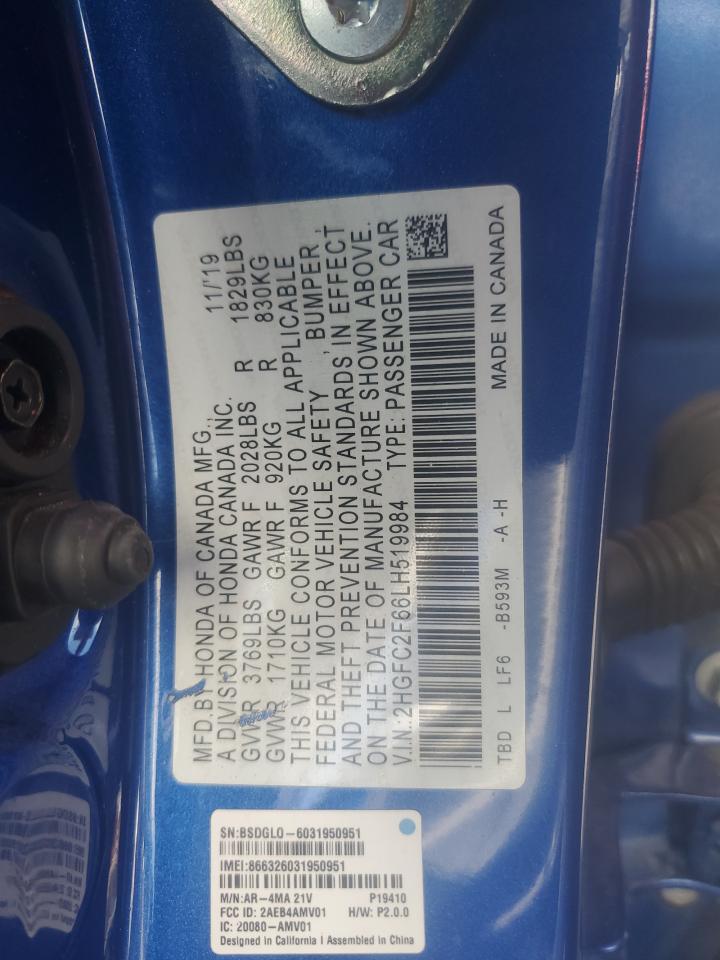 MFD.BY HONDA OF CANADA MFG., 11/'19
A DIVISION OF HONDA CANADA INC.
GVWR 3769LBS GAWR F 2028LBS R 1829LBS
GVWR 1710KG GAWR F 920KG R 830KG
THIS VEHICLE CONFORMS TO ALL APPLICABLE
FEDERAL MOTOR VEHICLE SAFETY , BUMPER ,
AND THEFT PREVENTION STANDARDS, IN EFFECT
ON THE DATE OF MANUFACTURE SHOWN ABOVE.
V.I.N.:2HGFC2F66LH519984 TYPE: PASSENGER CAR
TBD L LF6 -B593M -A -H MADE IN CANADA
SN:BSDGLO-6031950951
IMEI:866326031950951
M/N:AR-4MA 21V P19410
FCC ID: 2AEB4AMV01 H/W: P2.0.0
IC: 20080-AMV01
Designed in California I Assembled in China